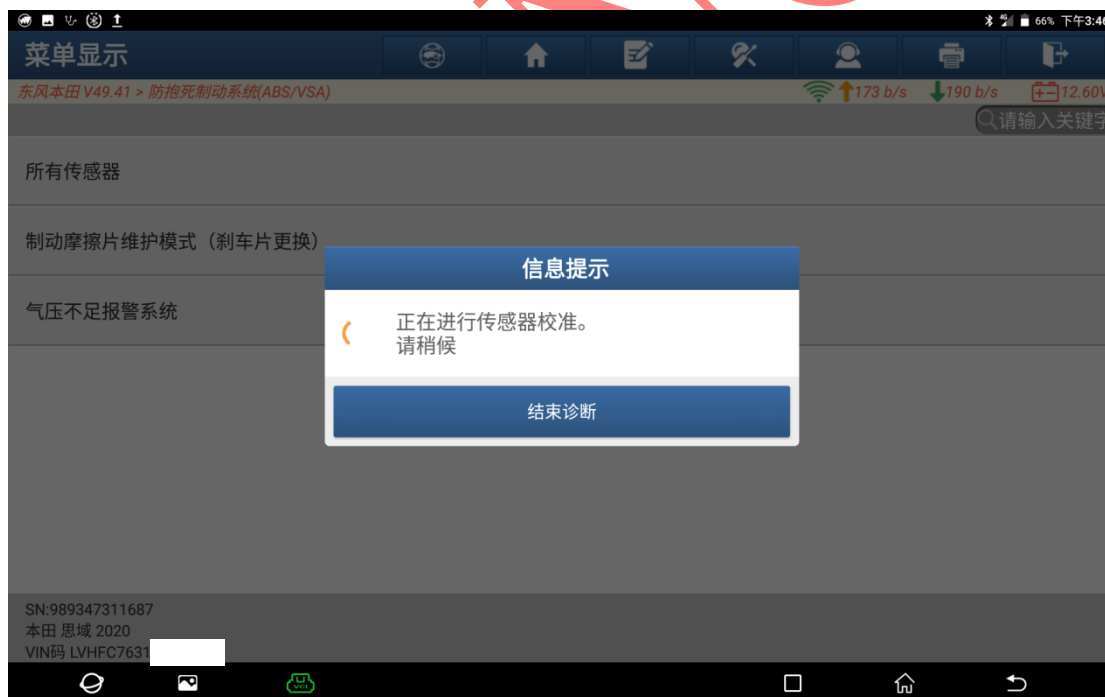 66% 下午3:46
菜单显示
东风本田 V49.41 > 防抱死制动系统(ABS/VSA)
173 b/s 190 b/s 12.60V
请输入关键字
所有传感器
制动摩擦片维护模式（刹车片更换）
气压不足报警系统
信息提示
正在进行传感器校准。
请稍候
结束诊断
SN:989347311687
本田 思域 2020
VIN码 LVHFC7631
VCI